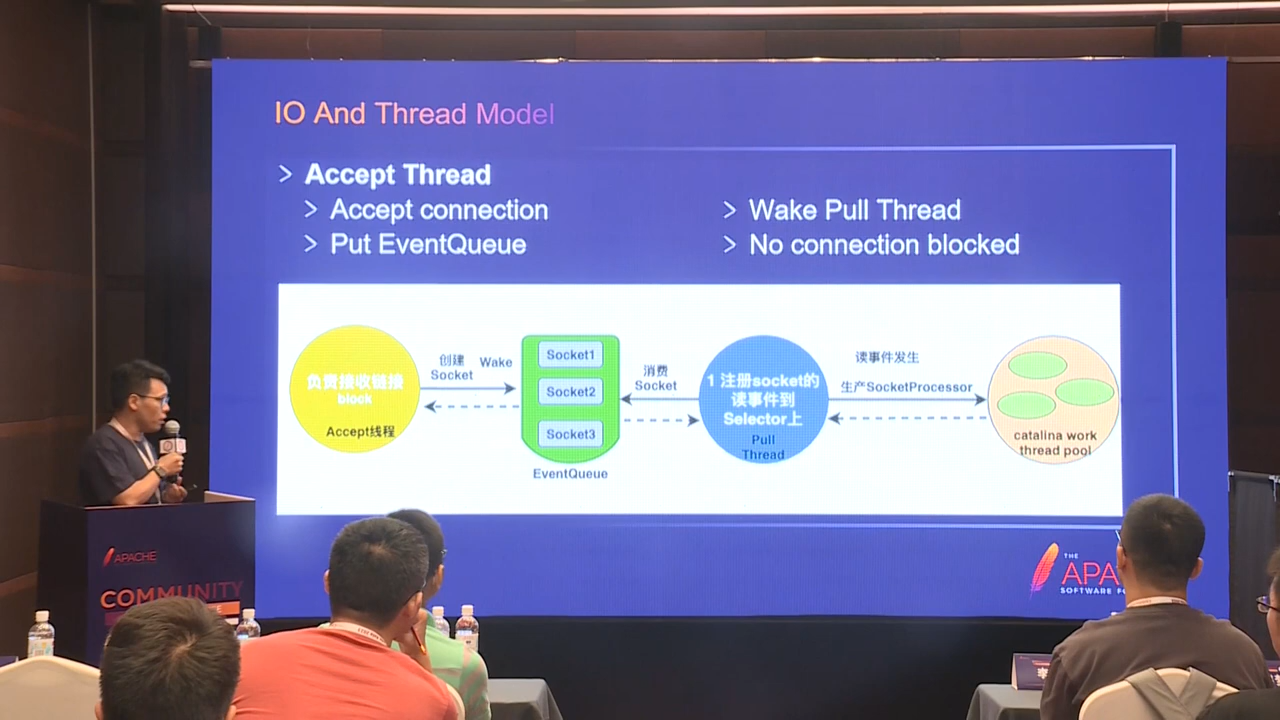 IO And Thread Model
> Accept Thread
> Accept connection
> Put EventQueue
> Wake Pull Thread
> No connection blocked
负责接收链接
block
Accept线程
创建
Socket
Wake
Socket1
Socket2
Socket3
EventQueue
消费
Socket
1 注册socket的
读事件到
Selector上
Pull
Thread
读事件发生
生产SocketProcessor
catalina work
thread pool
THE
APA
SOFTWARE
APACHE
COMMUNITY